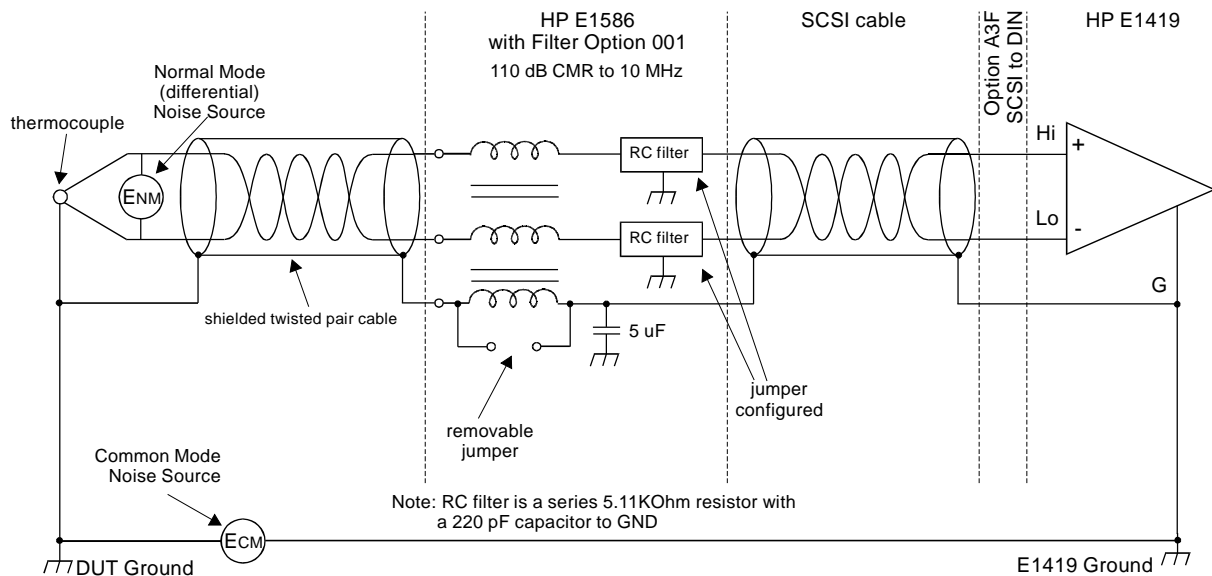 HP E1586
with Filter Option 001
110 dB CMR to 10 MHz
SCSI cable
Option A3F
SCSI to DIN
HP E1419
Normal Mode
(differential)
Noise Source
thermocouple
ENM
RC filter
RC filter
Hi
+
Lo
-
G
shielded twisted pair cable
5 uF
removable
jumper
jumper
configured
Common Mode
Noise Source
Note: RC filter is a series 5.11KOhm resistor with
a 220 pF capacitor to GND
ECM
DUT Ground
E1419 Ground